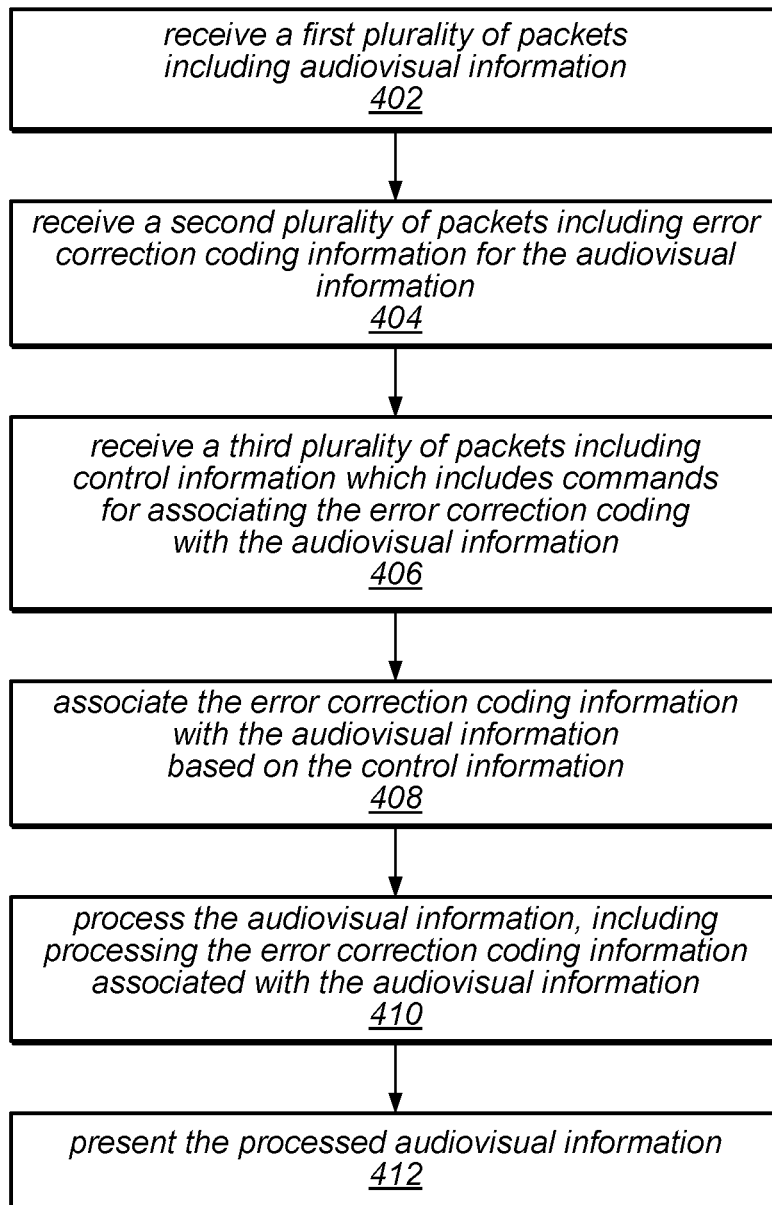 receive a first plurality of packets
including audiovisual information
402
receive a second plurality of packets including error
correction coding information for the audiovisual
information
404
receive a third plurality of packets including
control information which includes commands
for associating the error correction coding
with the audiovisual information
406
associate the error correction coding information
with the audiovisual information
based on the control information
408
process the audiovisual information, including
processing the error correction coding information
associated with the audiovisual information
410
present the processed audiovisual information
412